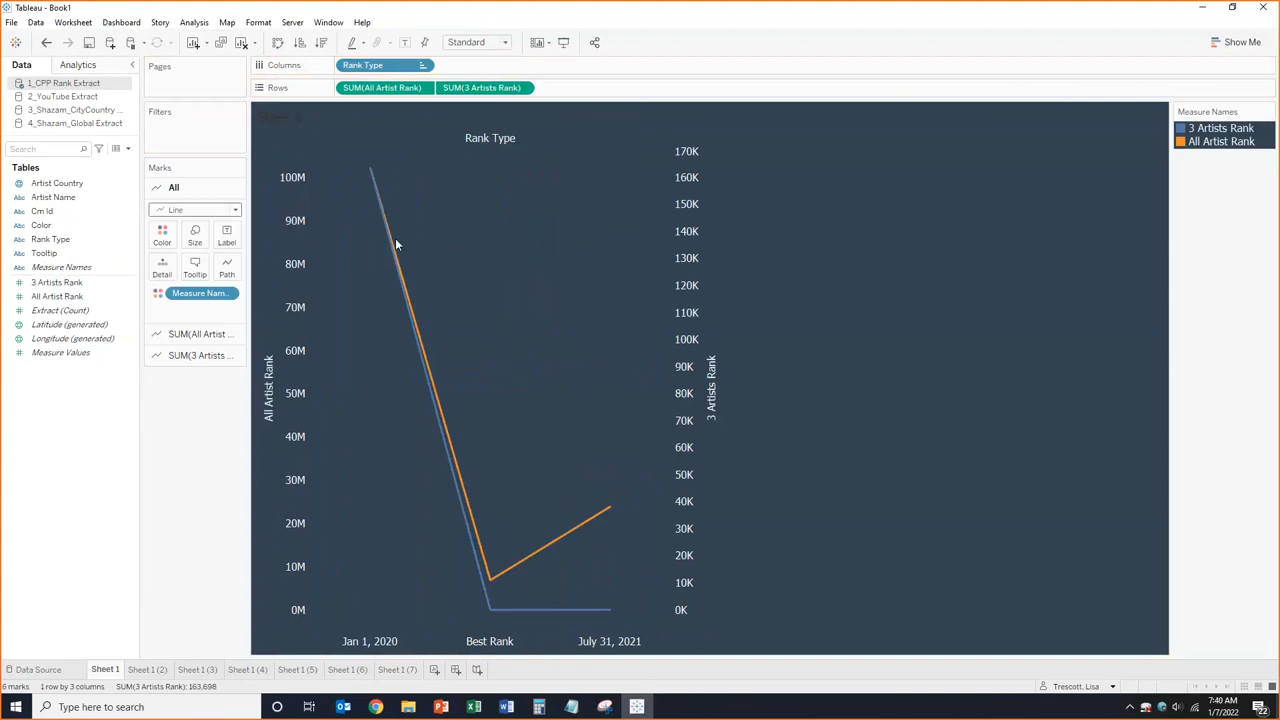 Tableau - Book1
File Data Worksheet Dashboard Story Analysis Map Format Server Window Help
Standard
Show Me
Data Analytics
Pages
Columns
Rank Type
Rows
SUM(All Artist Rank) SUM(3 Artists Rank)
1_CPP Rank Extract
2_YouTube Extract
3_Shazam_CityCountry ...
4_Shazam_Global Extract
Search
Tables
Abc
Artist Country
Abc Artist Name
Abc Cm Id
Abc Color
Abc Rank Type
Abc Tooltip
Abc Measure Names
3 Artists Rank
All Artist Rank
Extract (Count)
Latitude (generated)
Longitude (generated)
Measure Values
Filters
Marks
All
Line
Color Size Label
Detail Tooltip Path
Measure Nam..
SUM(All Artist ...
SUM(3 Artists ...
Rank Type
100M
90M
80M
70M
60M
50M
40M
30M
20M
10M
0M
All Artist Rank
170K
160K
150K
140K
130K
120K
110K
100K
90K
80K
70K
60K
50K
40K
30K
20K
10K
0K
3 Artists Rank
Jan 1, 2020 Best Rank July 31, 2021
Measure Names
3 Artists Rank
All Artist Rank
Data Source Sheet 1 Sheet 1 (2) Sheet 1 (3) Sheet 1 (4) Sheet 1 (5) Sheet 1 (6) Sheet 1 (7)
6 marks 1 row by 3 columns SUM(3 Artists Rank): 163,698
Trescott, Lisa
Type here to search
7:40 AM
1/7/2022
22